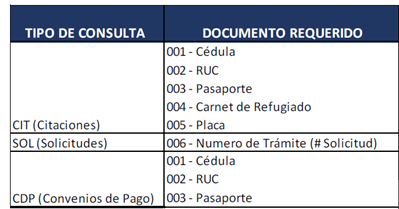 TIPO DE CONSULTA DOCUMENTO REQUERIDO
001 - Cédula
002 - RUC
003 - Pasaporte
004 - Carnet de Refugiado
CIT (Citaciones) 005 - Placa
SOL (Solicitudes) 006 - Numero de Trámite (# Solicitud)
001 - Cédula
002 - RUC
CDP (Convenios de Pago) 003 - Pasaporte